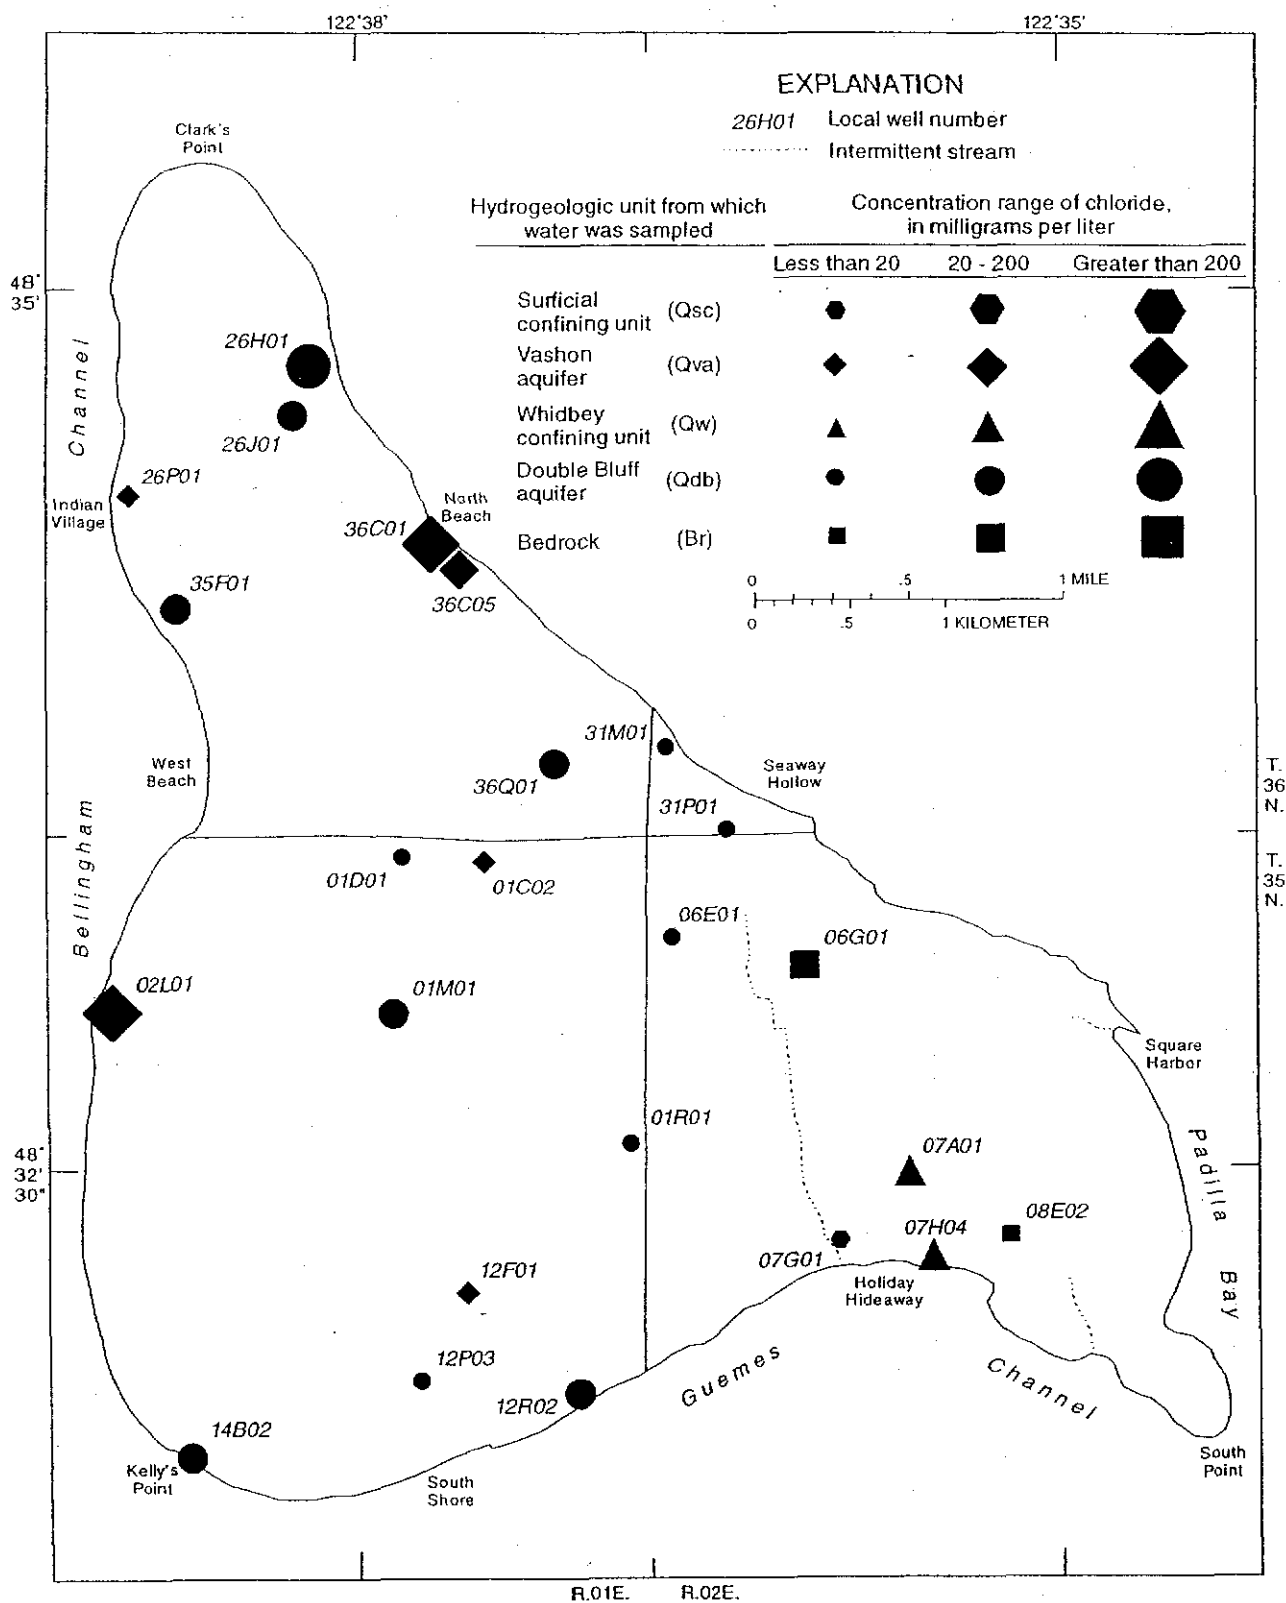 122°38'
122°35'
EXPLANATION
26H01 Local well number
Intermittent stream
Hydrogeologic unit from which
water was sampled
Concentration range of chloride,
in milligrams per liter
Less than 20
20 - 200
Greater than 200
Surficial
confining unit
(Qsc)
Vashon
aquifer
(Qva)
Whidbey
confining unit
(Qw)
Double Bluff
aquifer
(Qdb)
Bedrock
(Br)
0 .5 1 MILE
0 .5 1 KILOMETER
Clark's
Point
48°
35'
26H01
26J01
Channel
26P01
Indian
Village
North
Beach
36C01
36C05
35F01
31M01
West
Beach
36Q01
Seaway
Hollow
31P01
T.
36
N.
T.
35
N.
Bellingham
01D01
01C02
06E01
06G01
02L01
01M01
Square
Harbor
01R01
48°
32'
30"
07A01
Padilla
Bay
08E02
07H04
07G01
Holiday
Hideaway
12F01
12P03
12R02
Guemes
Channel
14B02
Kelly's
Point
South
Shore
South
Point
R.01E.
R.02E.